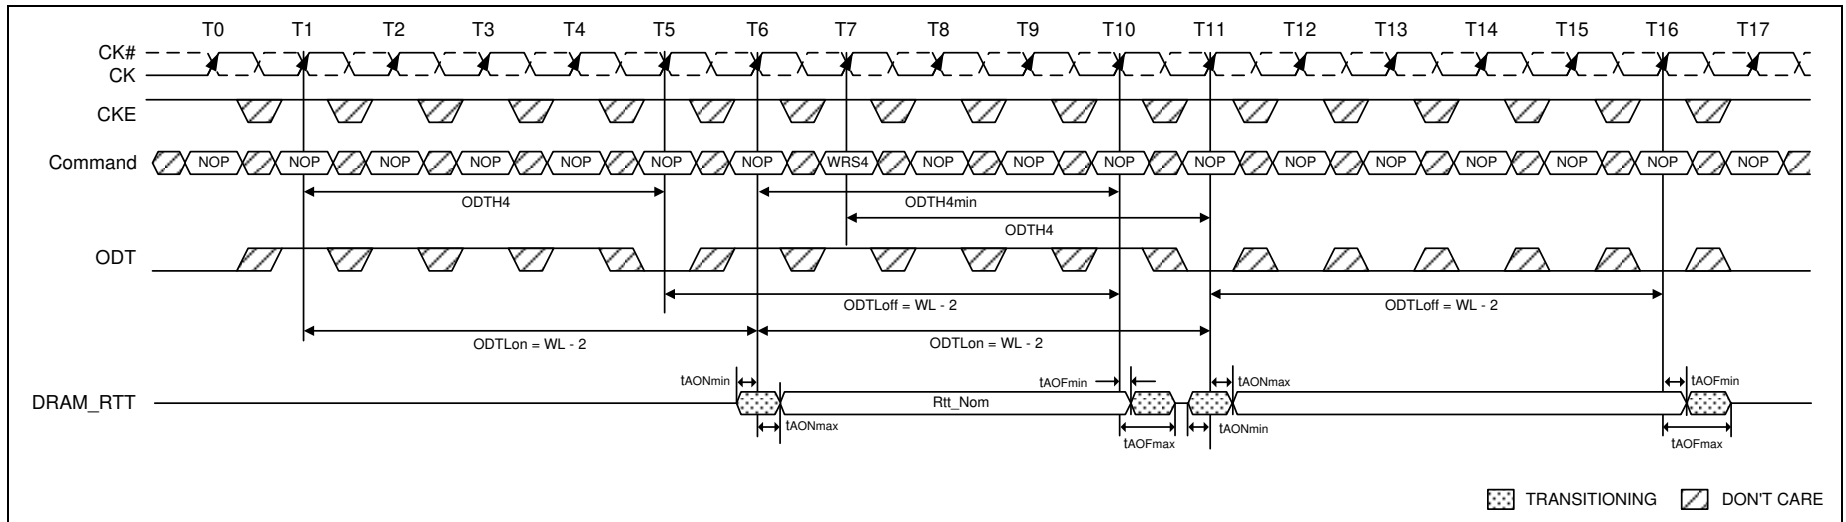 T0 T1 T2 T3 T4 T5 T6 T7 T8 T9 T10 T11 T12 T13 T14 T15 T16 T17
CK#
CK
CKE
Command NOP NOP NOP NOP NOP NOP NOP WRS4 NOP NOP NOP NOP NOP NOP NOP NOP NOP NOP
ODTH4 ODTH4min
ODTH4
ODT
ODTLoff = WL - 2 ODTLoff = WL - 2
ODTLon = WL - 2 ODTLon = WL - 2
tAONmin tAOFmin tAONmax tAOFmin
DRAM_RTT Rtt_Nom
tAONmax tAOFmax tAONmin tAOFmax
TRANSITIONING DON'T CARE